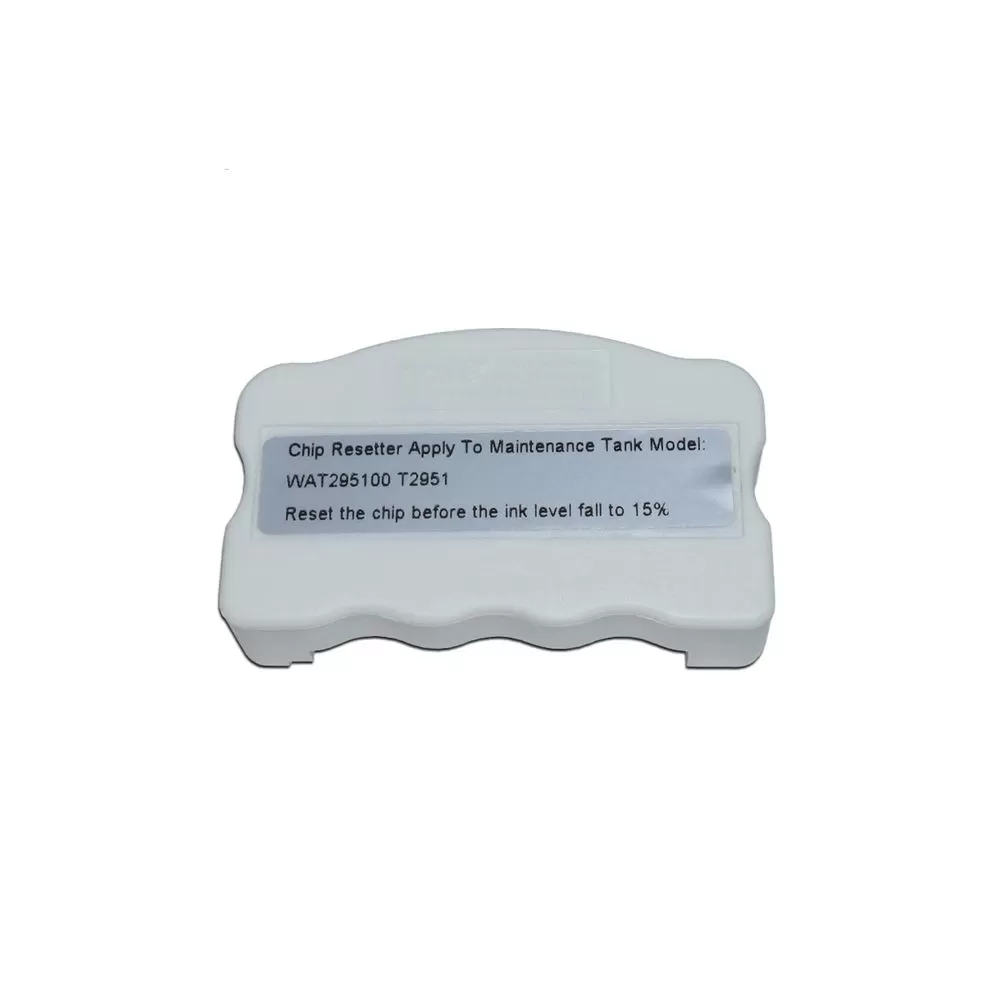 Chip Resetter Apply To Maintenance Tank Model:
WAT295100 T2951
Reset the chip before the ink level fall to 15%